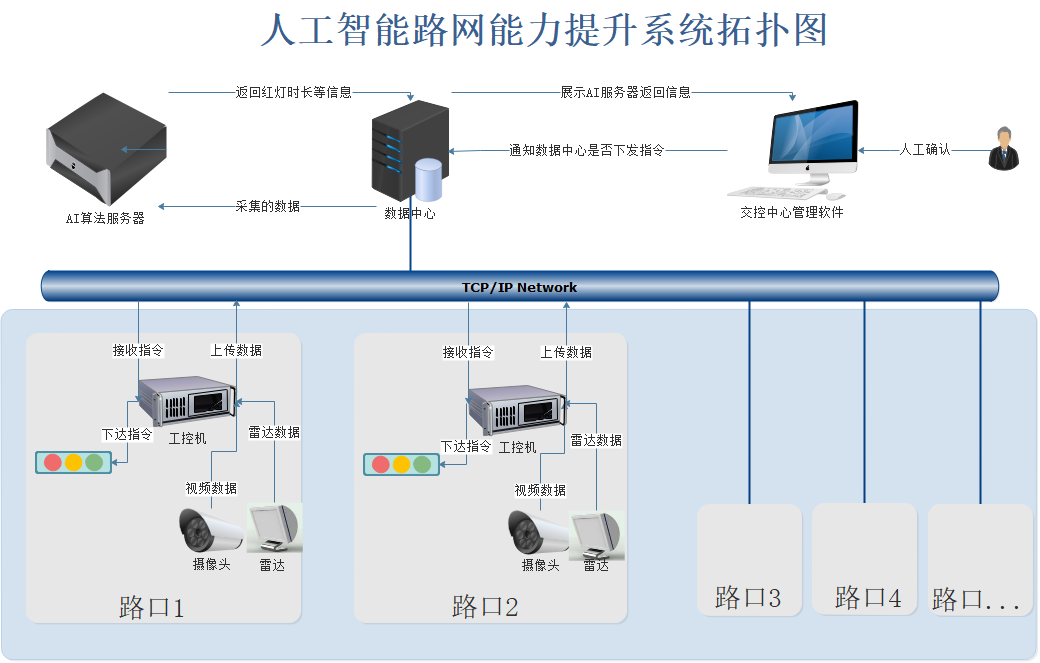 人工智能路网能力提升系统拓扑图
返回红灯时长等信息
展示AI服务器返回信息
通知数据中心是否下发指令
人工确认
采集的数据
AI算法服务器
数据中心
交控中心管理软件
TCP/IP Network
接收指令
上传数据
下达指令
工控机
雷达数据
视频数据
摄像头
雷达
路口1
接收指令
上传数据
下达指令
工控机
雷达数据
视频数据
摄像头
雷达
路口2
路口3
路口4
路口...